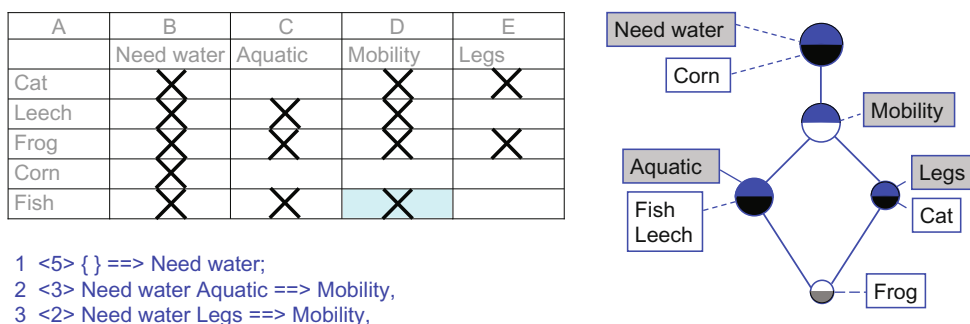 A B C D E
Need water Aquatic Mobility Legs
Cat
Leech
Frog
Corn
Fish
1 <5> { } ==> Need water;
2 <3> Need water Aquatic ==> Mobility,
3 <2> Need water Legs ==> Mobility,
Need water
Corn
Mobility
Aquatic
Legs
Fish
Leech
Cat
Frog